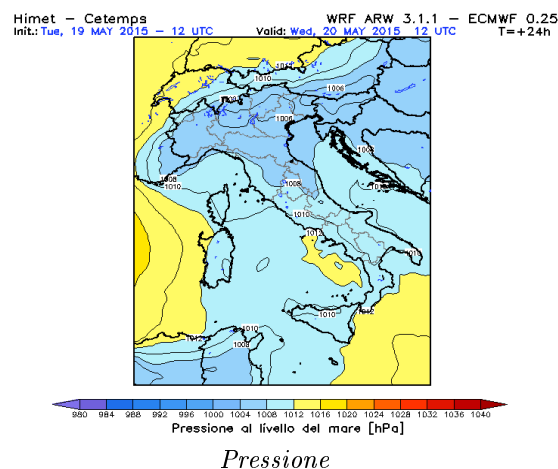 Himet – Cetemps WRF ARW 3.1.1 – ECMWF 0.25
Init.: Tue, 19 MAY 2015 – 12 UTC Valid: Wed, 20 MAY 2015 12 UTC T=+24h
1010
1006
1006
1008
1010
1008
1010
1010
1012
1010
1012
1010
1012
1008
980 984 988 992 996 1000 1004 1008 1012 1016 1020 1024 1028 1032 1036 1040
Pressione al livello del mare [hPa]
Pressione